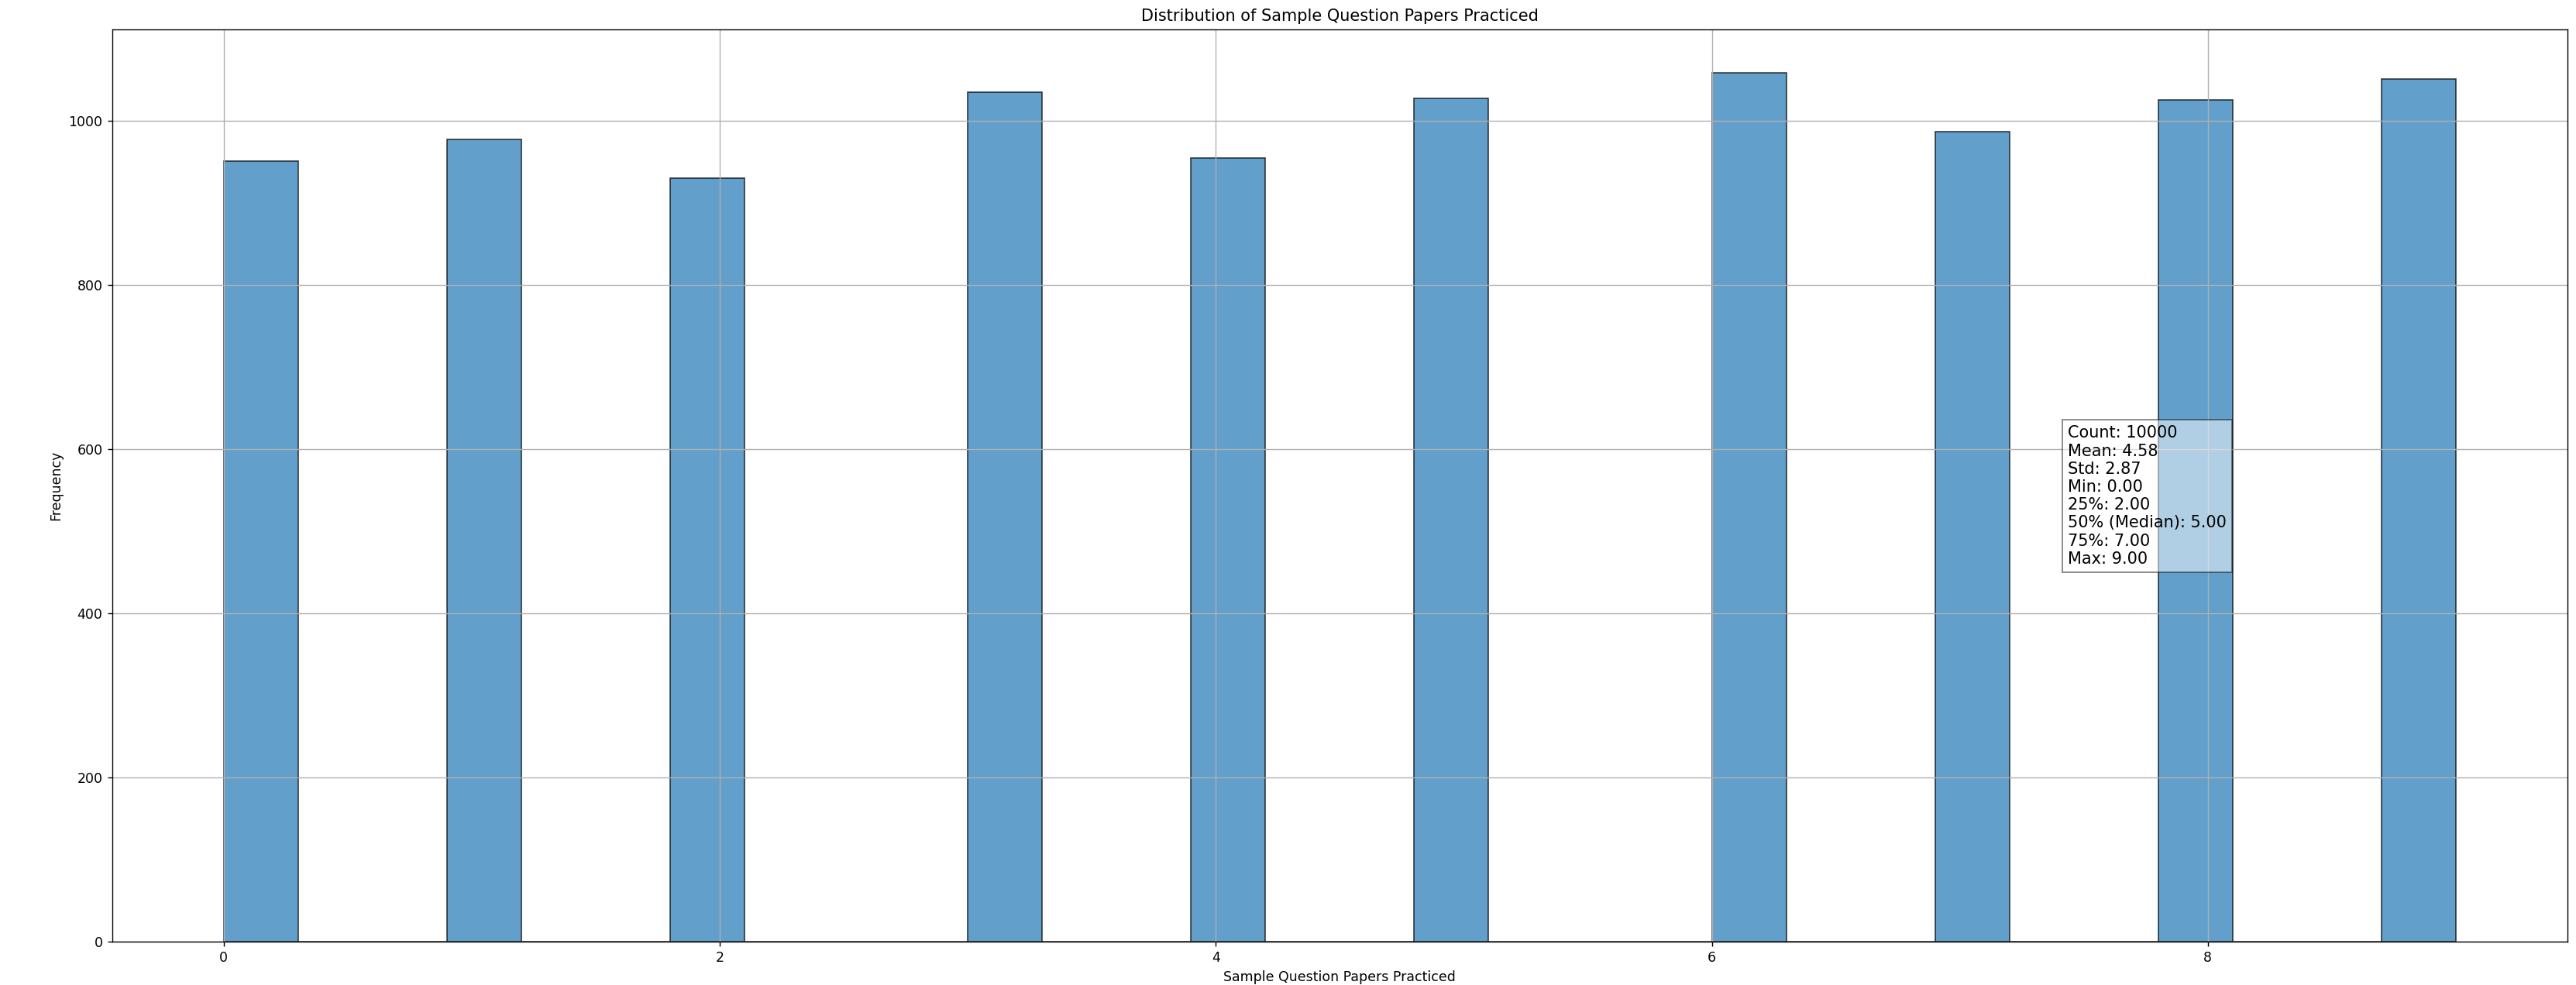 Distribution of Sample Question Papers Practiced
1000
800
600
400
200
0
Frequency
Count: 10000
Mean: 4.58
Std: 2.87
Min: 0.00
25%: 2.00
50% (Median): 5.00
75%: 7.00
Max: 9.00
0 2 4 6 8
Sample Question Papers Practiced